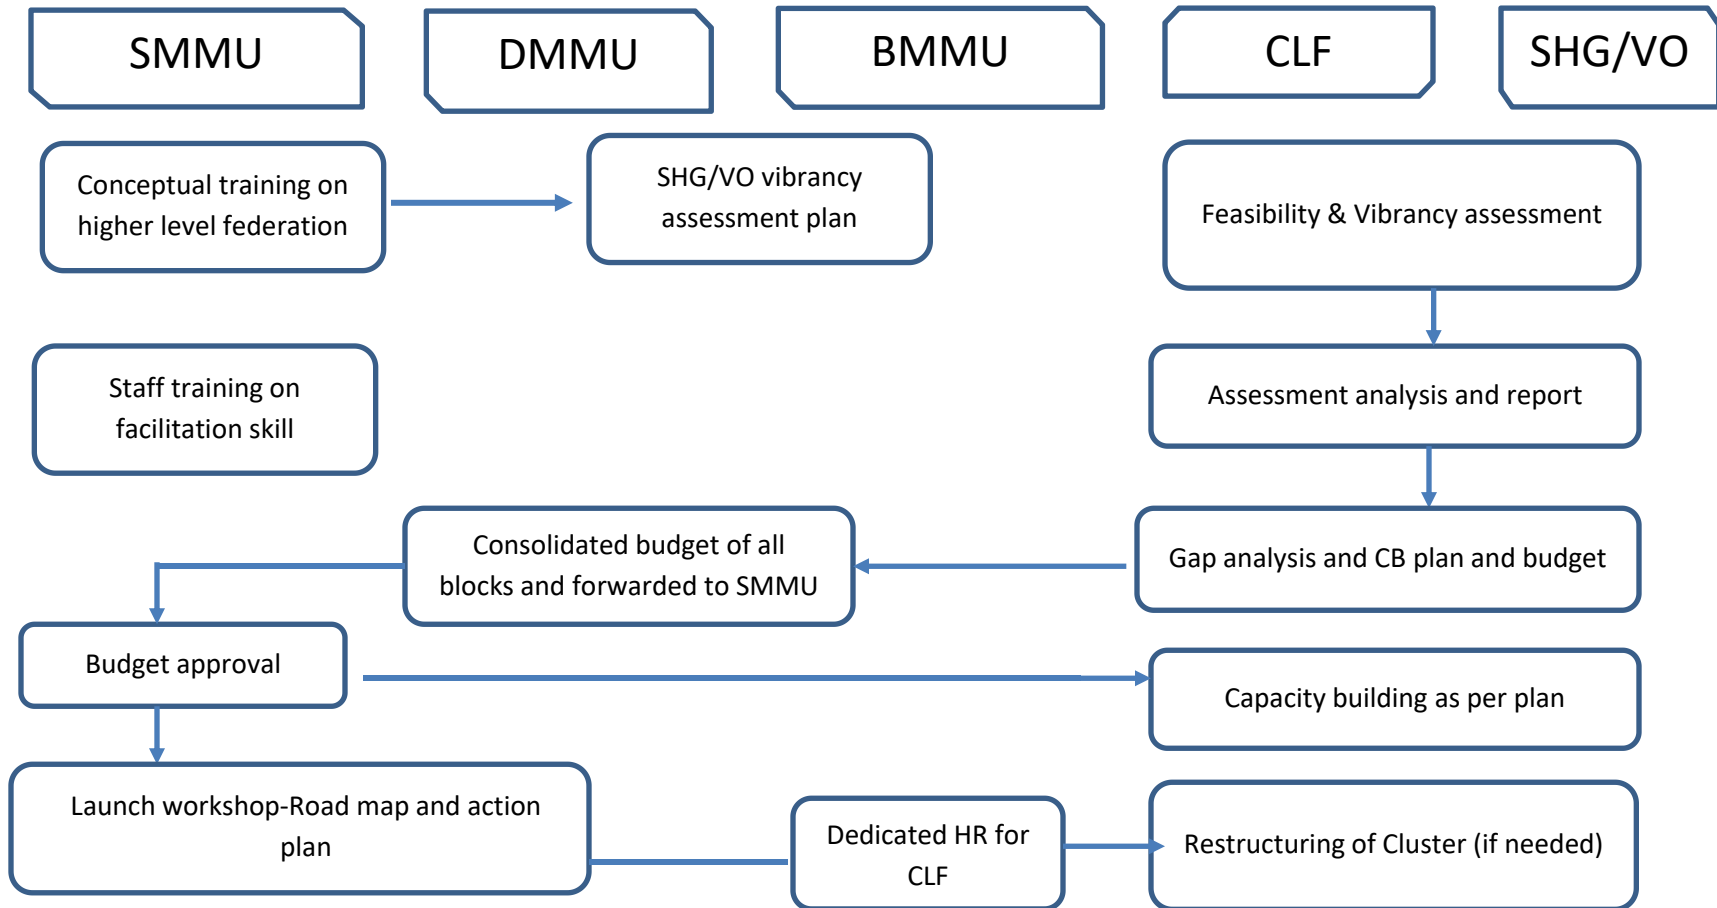 SMMU
DMMU
BMMU
CLF
SHG/VO
Conceptual training on
higher level federation
SHG/VO vibrancy
assessment plan
Feasibility & Vibrancy assessment
Staff training on
facilitation skill
Assessment analysis and report
Consolidated budget of all
blocks and forwarded to SMMU
Gap analysis and CB plan and budget
Budget approval
Capacity building as per plan
Launch workshop-Road map and action
plan
Dedicated HR for
CLF
Restructuring of Cluster (if needed)